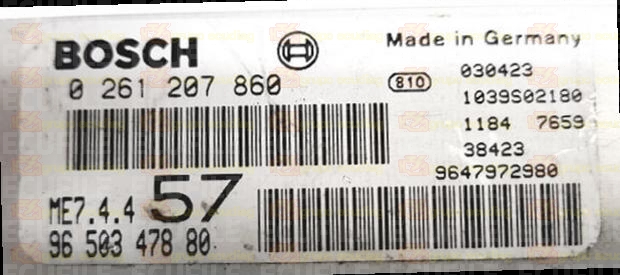 BOSCH
Made in Germany
0 261 207 860
810
030423
1039S02180
1184 7659
38423
9647972980
ME7.4.4 57
96 503 478 80